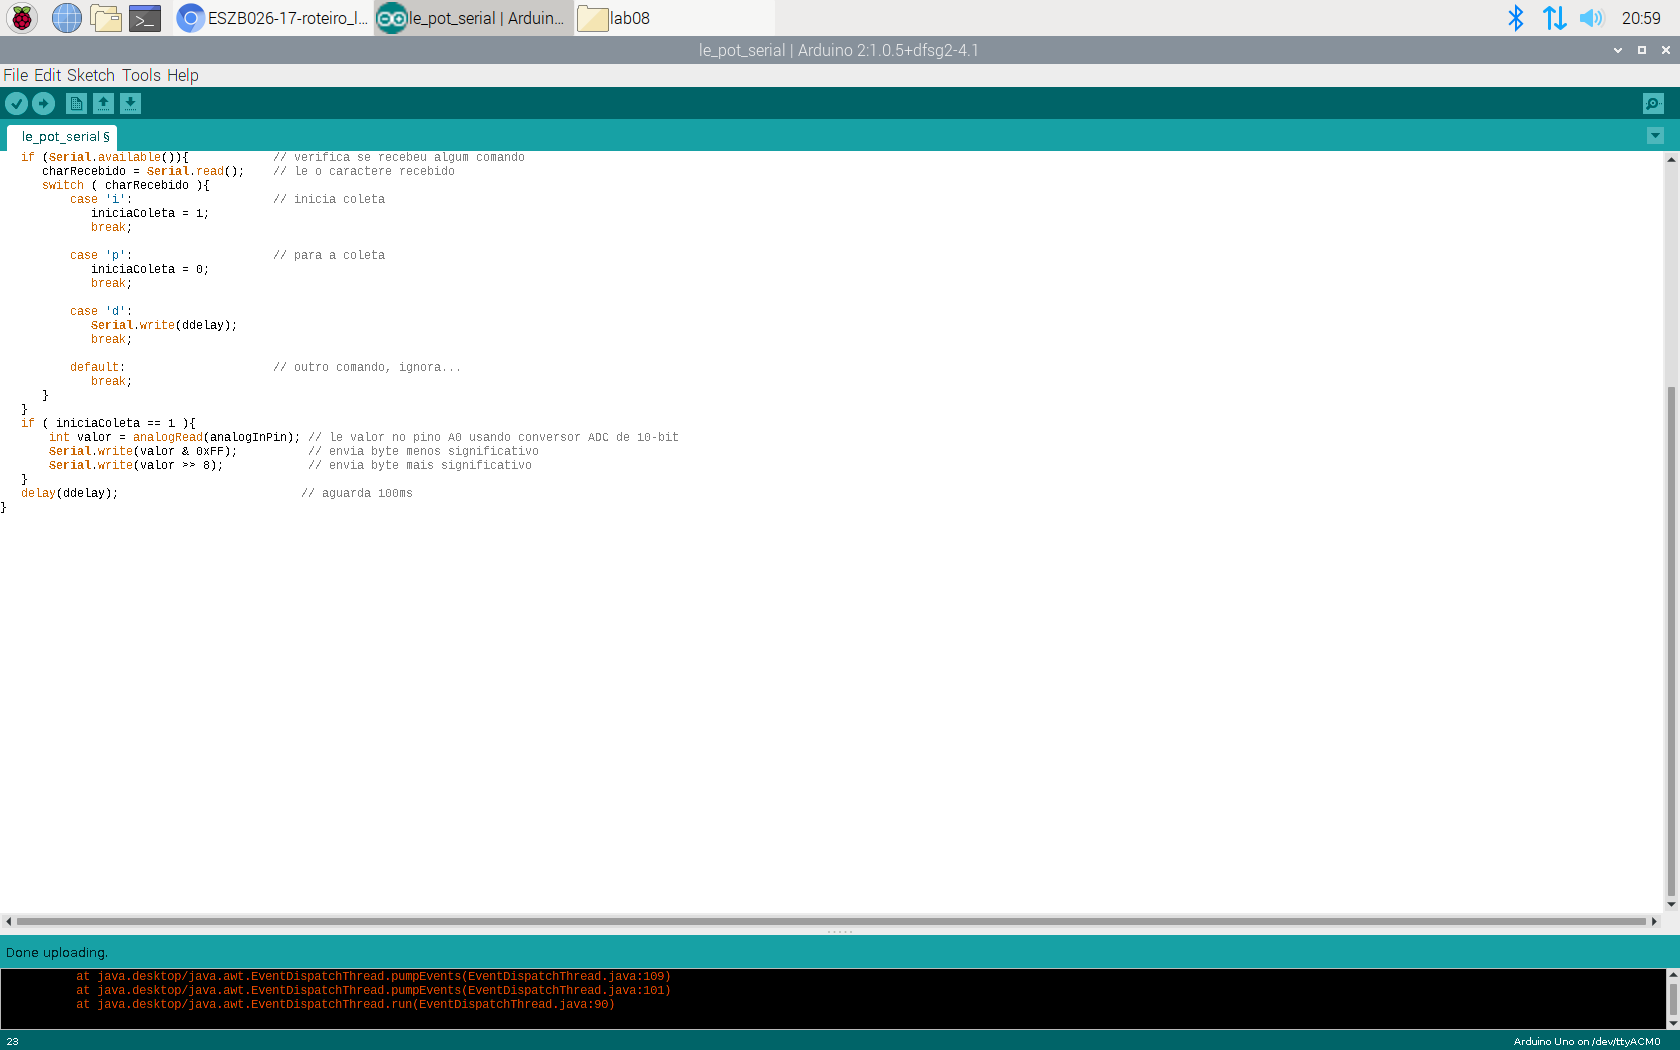 ESZB026-17-roteiro_l...
le_pot_serial | Arduin...
lab08
20:59
le_pot_serial | Arduino 2:1.0.5+dfsg2-4.1
File Edit Sketch Tools Help
le_pot_serial §
if (Serial.available()){ // verifica se recebeu algum comando
charRecebido = Serial.read(); // le o caractere recebido
switch ( charRecebido ){
case 'i': // inicia coleta
iniciaColeta = 1;
break;
case 'p': // para a coleta
iniciaColeta = 0;
break;
case 'd':
Serial.write(ddelay);
break;
default: // outro comando, ignora...
break;
}
}
if ( iniciaColeta == 1 ){
int valor = analogRead(analogInPin); // le valor no pino A0 usando conversor ADC de 10-bit
Serial.write(valor & 0xFF); // envia byte menos significativo
Serial.write(valor >> 8); // envia byte mais significativo
}
delay(ddelay); // aguarda 100ms
}
Done uploading.
at java.desktop/java.awt.EventDispatchThread.pumpEvents(EventDispatchThread.java:109)
at java.desktop/java.awt.EventDispatchThread.pumpEvents(EventDispatchThread.java:101)
at java.desktop/java.awt.EventDispatchThread.run(EventDispatchThread.java:90)
23
Arduino Uno on /dev/ttyACM0